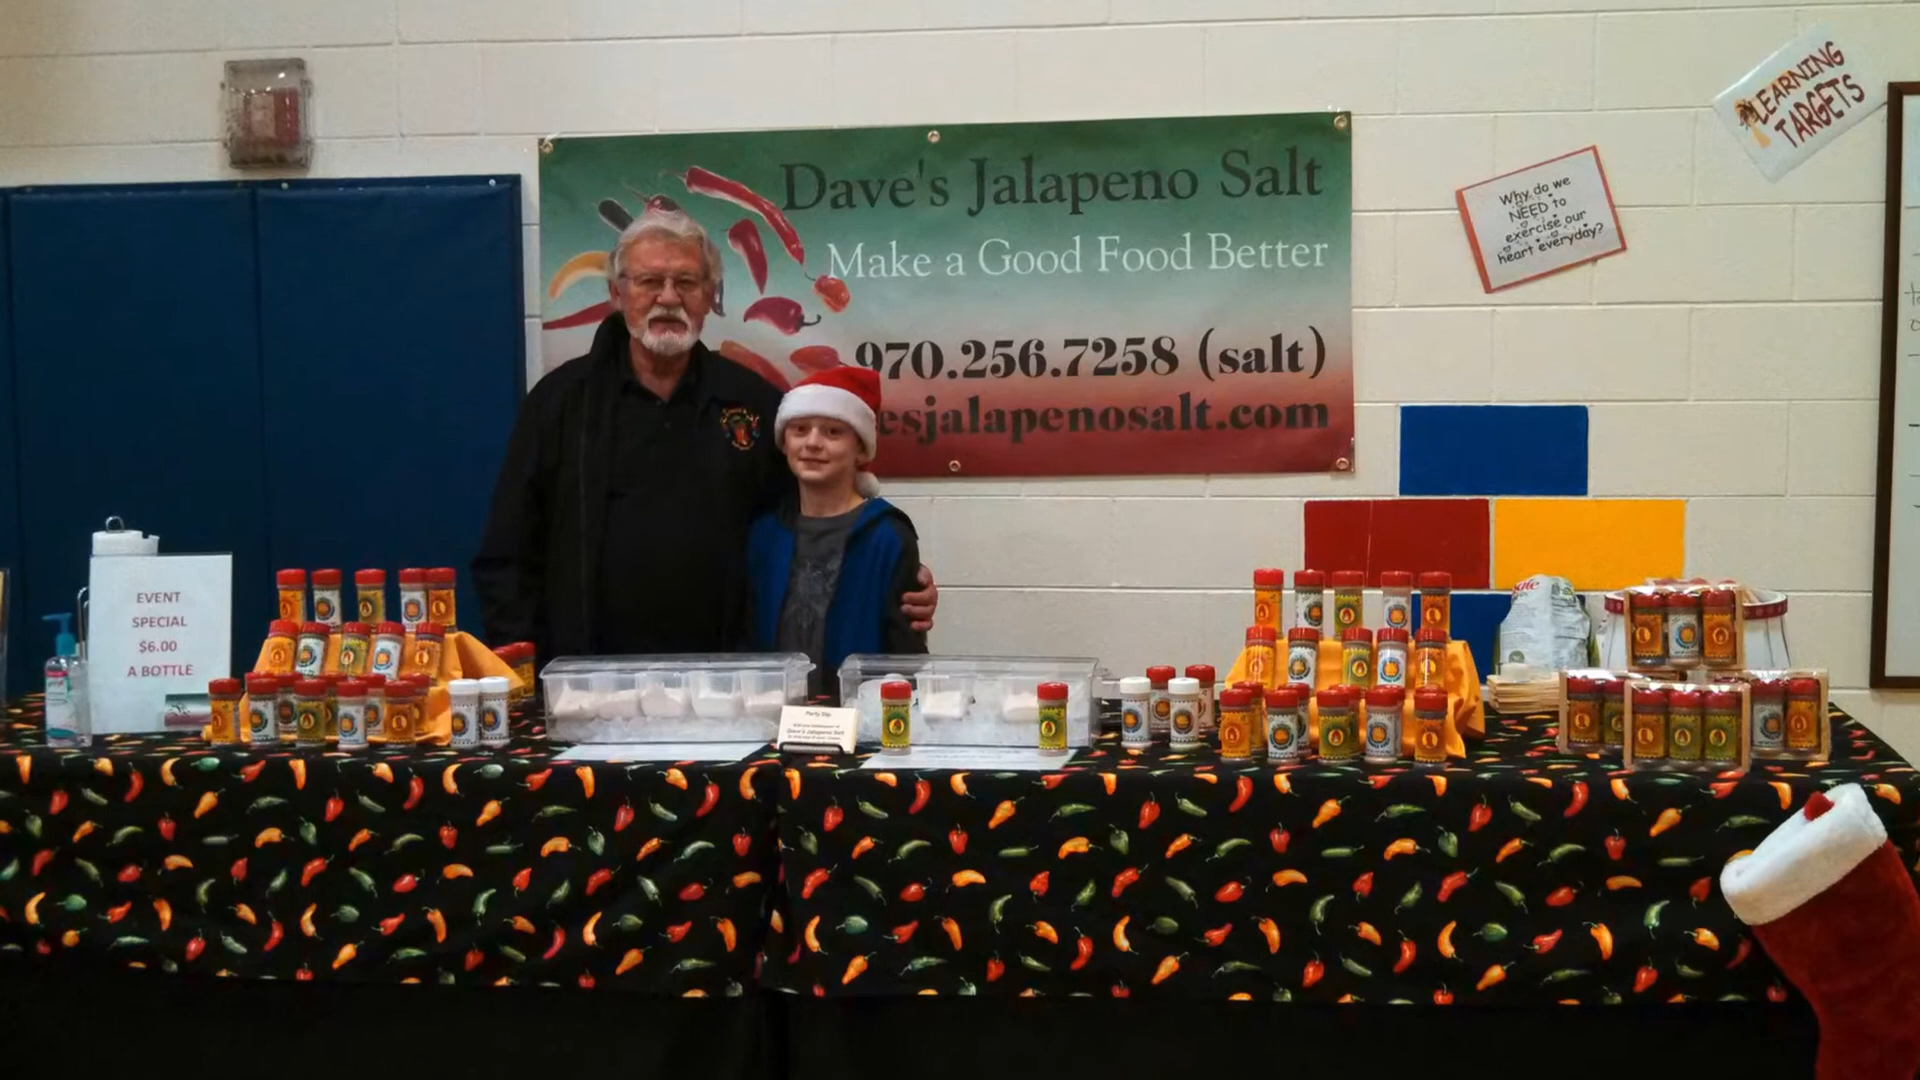 Dave's Jalapeno Salt
Make a Good Food Better
970.256.7258 (salt)
esjalapenosalt.com
LEARNING
TARGETS
Why do we
NEED to
exercise our
heart everyday?
EVENT
SPECIAL
$6.00
A BOTTLE
Party Dip
Dave's Jalapeno Salt